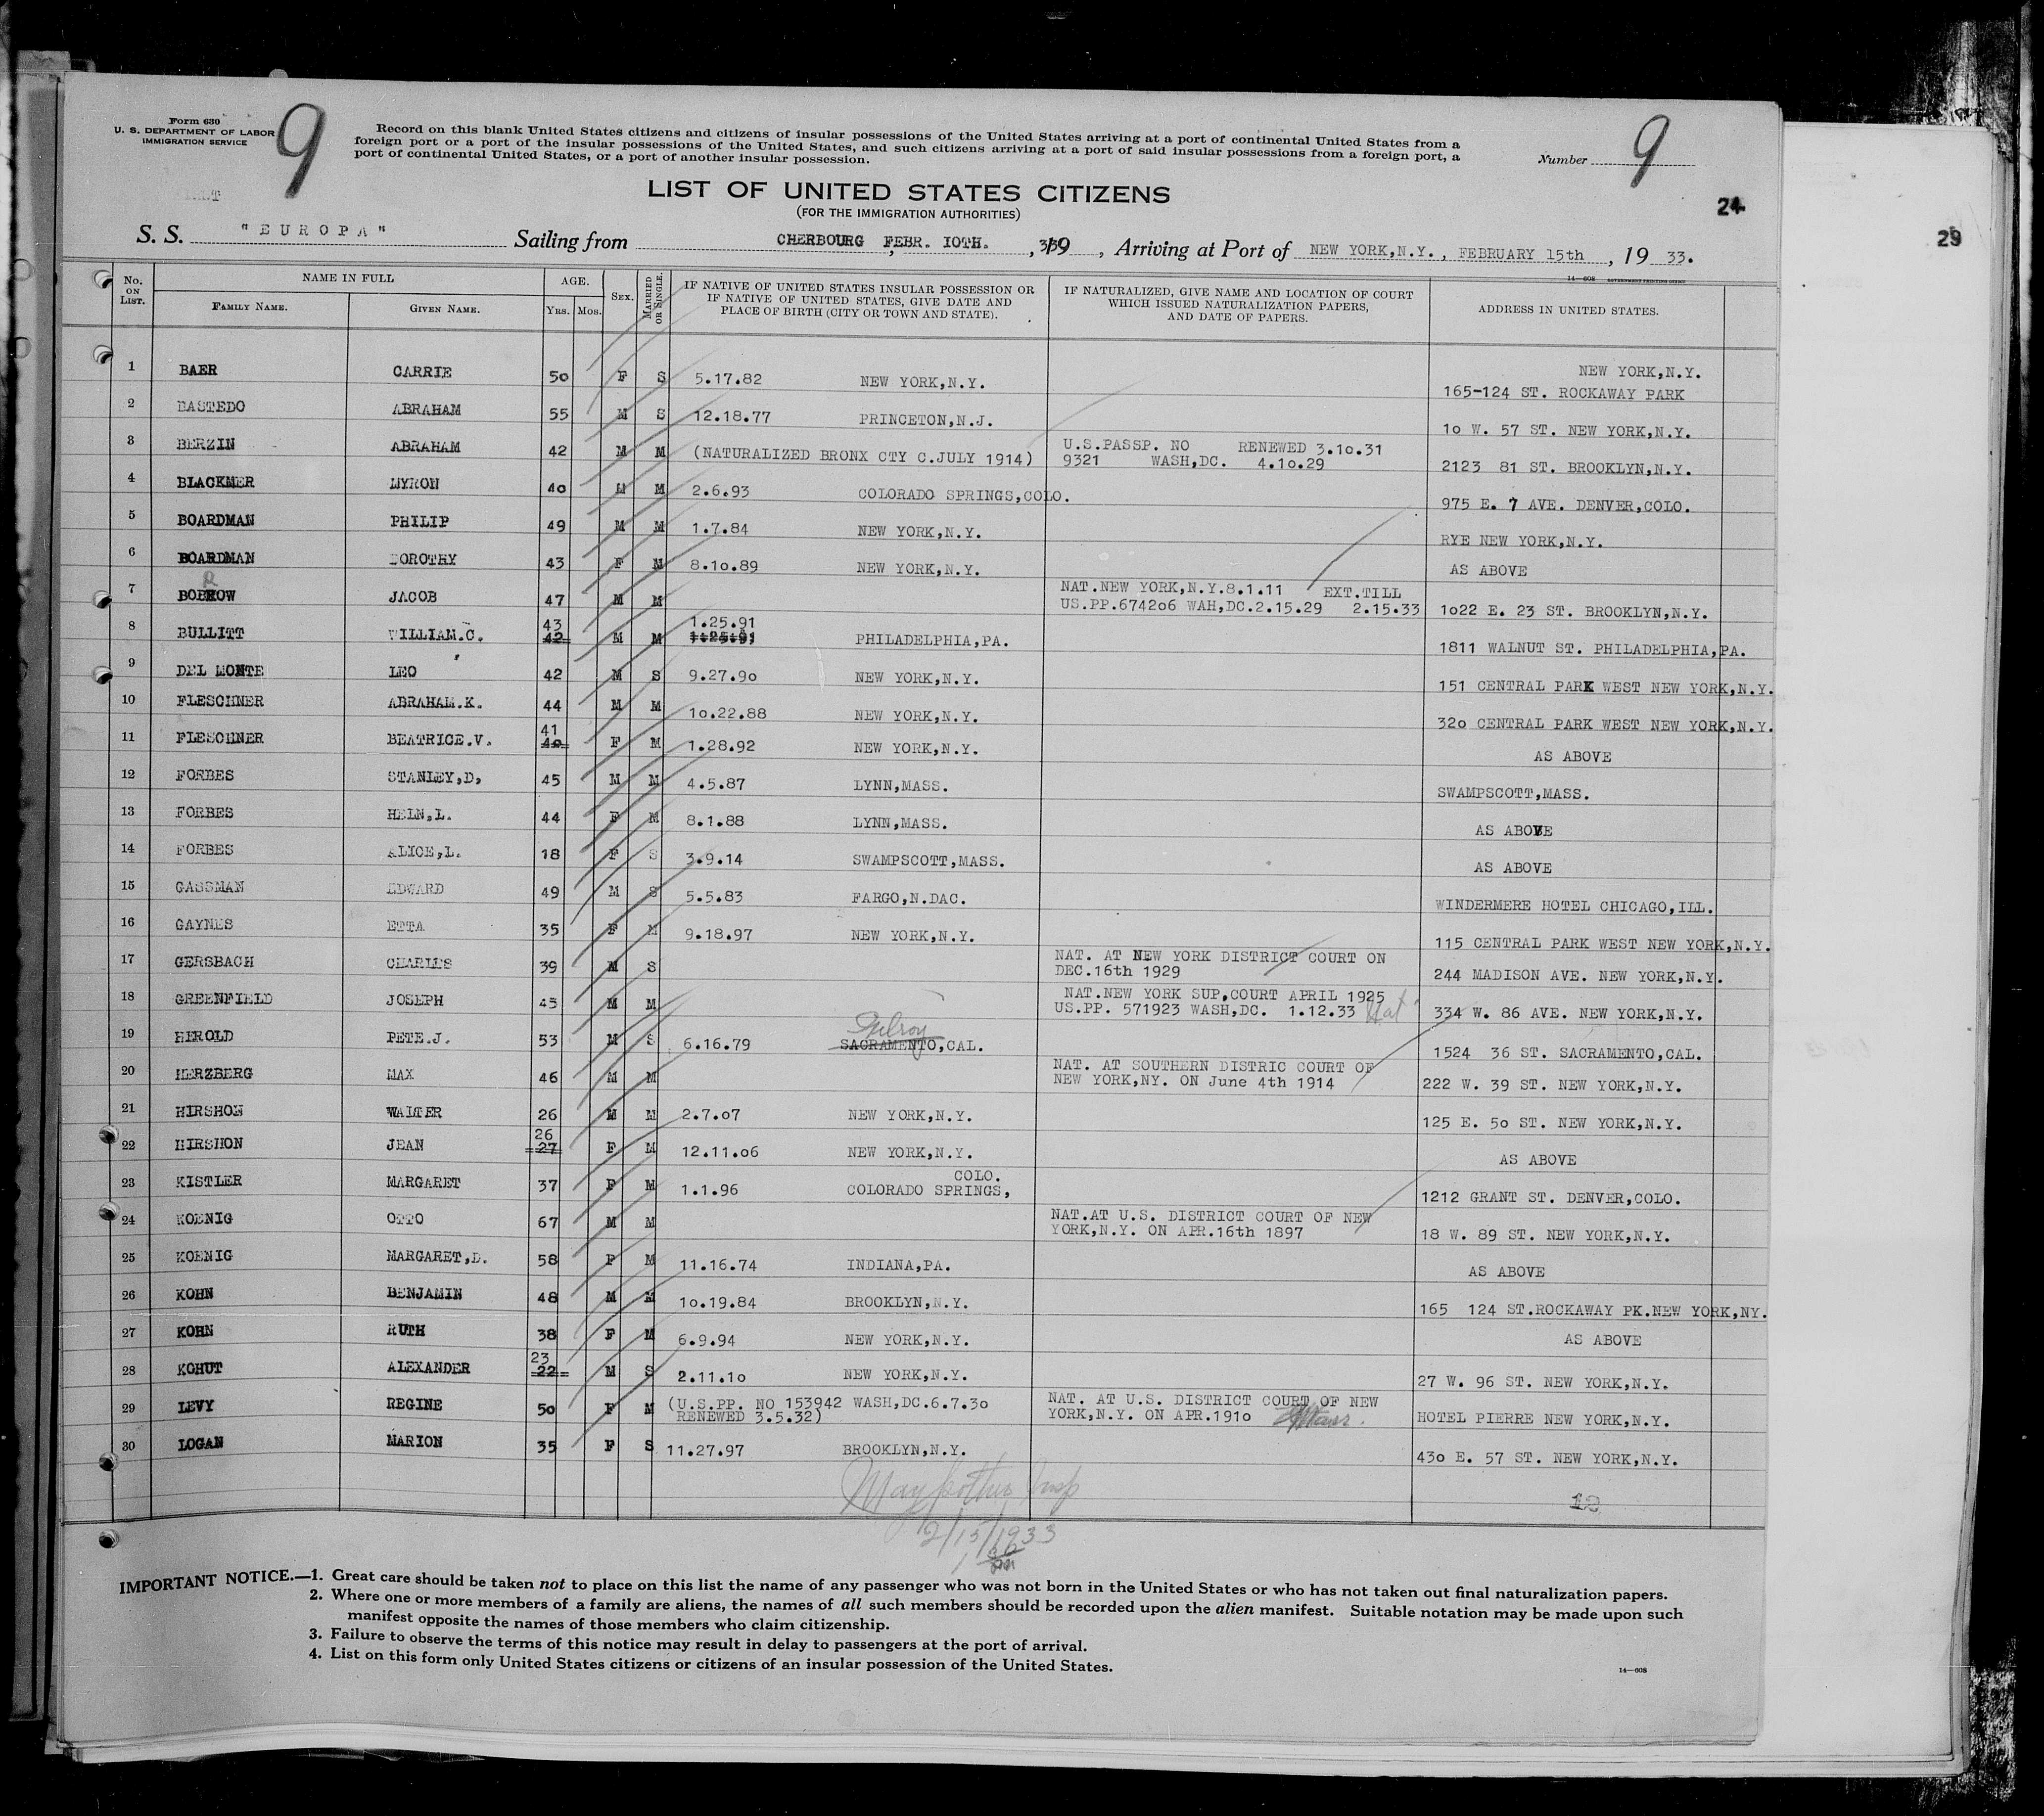 Form 630
U. S. DEPARTMENT OF LABOR
IMMIGRATION SERVICE
9
Record on this blank United States citizens and citizens of insular possessions of the United States arriving at a port of continental United States from a
foreign port or a port of the insular possessions of the United States, and such citizens arriving at a port of said insular possessions from a foreign port, a
port of continental United States, or a port of another insular possession.
Number 9
LIST OF UNITED STATES CITIZENS
(FOR THE IMMIGRATION AUTHORITIES)
24
29
S. S. "EUROPA" Sailing from CHERBOURG, FEBR. 10TH., 19 33, Arriving at Port of NEW YORK,N.Y., FEBRUARY 15th, 19 33.
14—608 GOVERNMENT PRINTING OFFICE
No. ON LIST. NAME IN FULL FAMILY NAME. GIVEN NAME. AGE. YRS. MOS. SEX. MARRIED OR SINGLE. IF NATIVE OF UNITED STATES INSULAR POSSESSION OR IF NATIVE OF UNITED STATES, GIVE DATE AND PLACE OF BIRTH (CITY OR TOWN AND STATE). IF NATURALIZED, GIVE NAME AND LOCATION OF COURT WHICH ISSUED NATURALIZATION PAPERS, AND DATE OF PAPERS. ADDRESS IN UNITED STATES.
1 BAER CARRIE 50 F S 5.17.82 NEW YORK,N.Y. NEW YORK,N.Y. 165-124 ST. ROCKAWAY PARK
2 BASTEDO ABRAHAM 55 M S 12.18.77 PRINCETON,N.J. 10 W. 57 ST. NEW YORK,N.Y.
3 BERZIN ABRAHAM 42 M M (NATURALIZED BRONX CTY C.JULY 1914) U.S.PASSP. NO RENEWED 3.10.31 9321 WASH,DC. 4.10.29 2123 81 ST. BROOKLYN,N.Y.
4 BLACKMER MYRON 40 M M 2.6.93 COLORADO SPRINGS,COLO. 975 E. 7 AVE. DENVER,COLO.
5 BOARDMAN PHILIP 49 M M 1.7.84 NEW YORK,N.Y. RYE NEW YORK,N.Y.
6 BOARDMAN DOROTHY 43 F M 8.10.89 NEW YORK,N.Y. AS ABOVE
7 BOBROW JACOB 47 M M NAT.NEW YORK,N.Y.8.1.11 EXT.TILL US.PP.674206 WAH,DC.2.15.29 2.15.33 1022 E. 23 ST. BROOKLYN,N.Y.
8 BULLITT WILLIAM.C. 43 42 M M 1.25.91 1.25.91 PHILADELPHIA,PA. 1811 WALNUT ST. PHILADELPHIA,PA.
9 DEL MONTE LEO 42 M S 9.27.90 NEW YORK,N.Y. 151 CENTRAL PARK WEST NEW YORK,N.Y.
10 FLESCHNER ABRAHAM.K. 44 M M 10.22.88 NEW YORK,N.Y. 320 CENTRAL PARK WEST NEW YORK,N.Y.
11 FLESCHNER BEATRICE.V. 41 40 F M 1.28.92 NEW YORK,N.Y. AS ABOVE
12 FORBES STANLEY,D, 45 M M 4.5.87 LYNN,MASS. SWAMPSCOTT,MASS.
13 FORBES HELN,L. 44 F M 8.1.88 LYNN,MASS. AS ABOVE
14 FORBES ALICE,L. 18 F S 3.9.14 SWAMPSCOTT,MASS. AS ABOVE
15 GASSMAN EDWARD 49 M S 5.5.83 FARGO,N.DAC. WINDERMERE HOTEL CHICAGO,ILL.
16 GAYNES ETTA 35 F M 9.18.97 NEW YORK,N.Y. 115 CENTRAL PARK WEST NEW YORK,N.Y.
17 GERSBACH CHARLES 39 M S NAT. AT NEW YORK DISTRICT COURT ON DEC.16th 1929 244 MADISON AVE. NEW YORK,N.Y.
18 GREENFIELD JOSEPH 45 M M NAT.NEW YORK SUP,COURT APRIL 1925 US.PP. 571923 WASH,DC. 1.12.33 334 W. 86 AVE. NEW YORK,N.Y.
19 HEROLD PETE.J. 53 M S 6.16.79 Gilroy SACRAMENTO,CAL. 1524 36 ST. SACRAMENTO,CAL.
20 HERZBERG MAX 46 M M NAT. AT SOUTHERN DISTRIC COURT OF NEW YORK,NY. ON June 4th 1914 222 W. 39 ST. NEW YORK,N.Y.
21 HIRSHON WALTER 26 M M 2.7.07 NEW YORK,N.Y. 125 E. 50 ST. NEW YORK,N.Y.
22 HIRSHON JEAN 26 27 F M 12.11.06 NEW YORK,N.Y. AS ABOVE
23 KISTLER MARGARET 37 F M 1.1.96 COLORADO SPRINGS, COLO. 1212 GRANT ST. DENVER,COLO.
24 KOENIG OTTO 67 M M NAT.AT U.S. DISTRICT COURT OF NEW YORK,N.Y. ON APR.16th 1897 18 W. 89 ST. NEW YORK,N.Y.
25 KOENIG MARGARET,D. 58 F M 11.16.74 INDIANA,PA. AS ABOVE
26 KOHN BENJAMIN 48 M M 10.19.84 BROOKLYN,N.Y. 165 124 ST.ROCKAWAY PK.NEW YORK,NY.
27 KOHN RUTH 38 F M 6.9.94 NEW YORK,N.Y. AS ABOVE
28 KOHUT ALEXANDER 23 22 M S 2.11.10 NEW YORK,N.Y. 27 W. 96 ST. NEW YORK,N.Y.
29 LEVY REGINE 50 F M (U.S.PP. NO 153942 WASH,DC.6.7.30 RENEWED 3.5.32) NAT. AT U.S. DISTRICT COURT OF NEW YORK,N.Y. ON APR.1910 HOTEL PIERRE NEW YORK,N.Y.
30 LOGAN MARION 35 F S 11.27.97 BROOKLYN,N.Y. 430 E. 57 ST. NEW YORK,N.Y.
12
2/15/1933
IMPORTANT NOTICE.—1. Great care should be taken not to place on this list the name of any passenger who was not born in the United States or who has not taken out final naturalization papers.
2. Where one or more members of a family are aliens, the names of all such members should be recorded upon the alien manifest. Suitable notation may be made upon such
manifest opposite the names of those members who claim citizenship.
3. Failure to observe the terms of this notice may result in delay to passengers at the port of arrival.
4. List on this form only United States citizens or citizens of an insular possession of the United States.
14—608